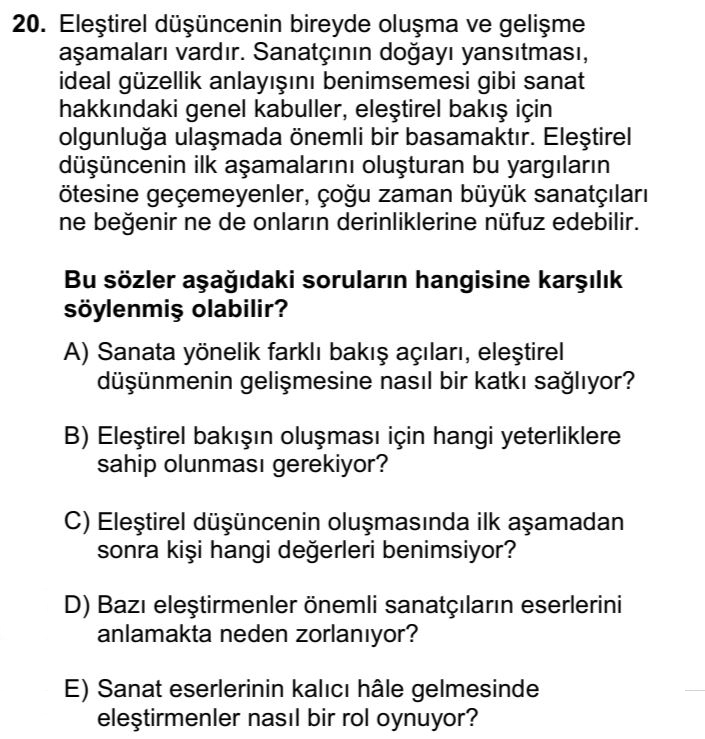 20. Eleştirel düşüncenin bireyde oluşma ve gelişme
aşamaları vardır. Sanatçının doğayı yansıtması,
ideal güzellik anlayışını benimsemesi gibi sanat
hakkındaki genel kabuller, eleştirel bakış için
olgunluğa ulaşmada önemli bir basamaktır. Eleştirel
düşüncenin ilk aşamalarını oluşturan bu yargıların
ötesine geçemeyenler, çoğu zaman büyük sanatçıları
ne beğenir ne de onların derinliklerine nüfuz edebilir.
Bu sözler aşağıdaki soruların hangisine karşılık
söylenmiş olabilir?
A) Sanata yönelik farklı bakış açıları, eleştirel
düşünmenin gelişmesine nasıl bir katkı sağlıyor?
B) Eleştirel bakışın oluşması için hangi yeterliklere
sahip olunması gerekiyor?
C) Eleştirel düşüncenin oluşmasında ilk aşamadan
sonra kişi hangi değerleri benimsiyor?
D) Bazı eleştirmenler önemli sanatçıların eserlerini
anlamakta neden zorlanıyor?
E) Sanat eserlerinin kalıcı hâle gelmesinde
eleştirmenler nasıl bir rol oynuyor?